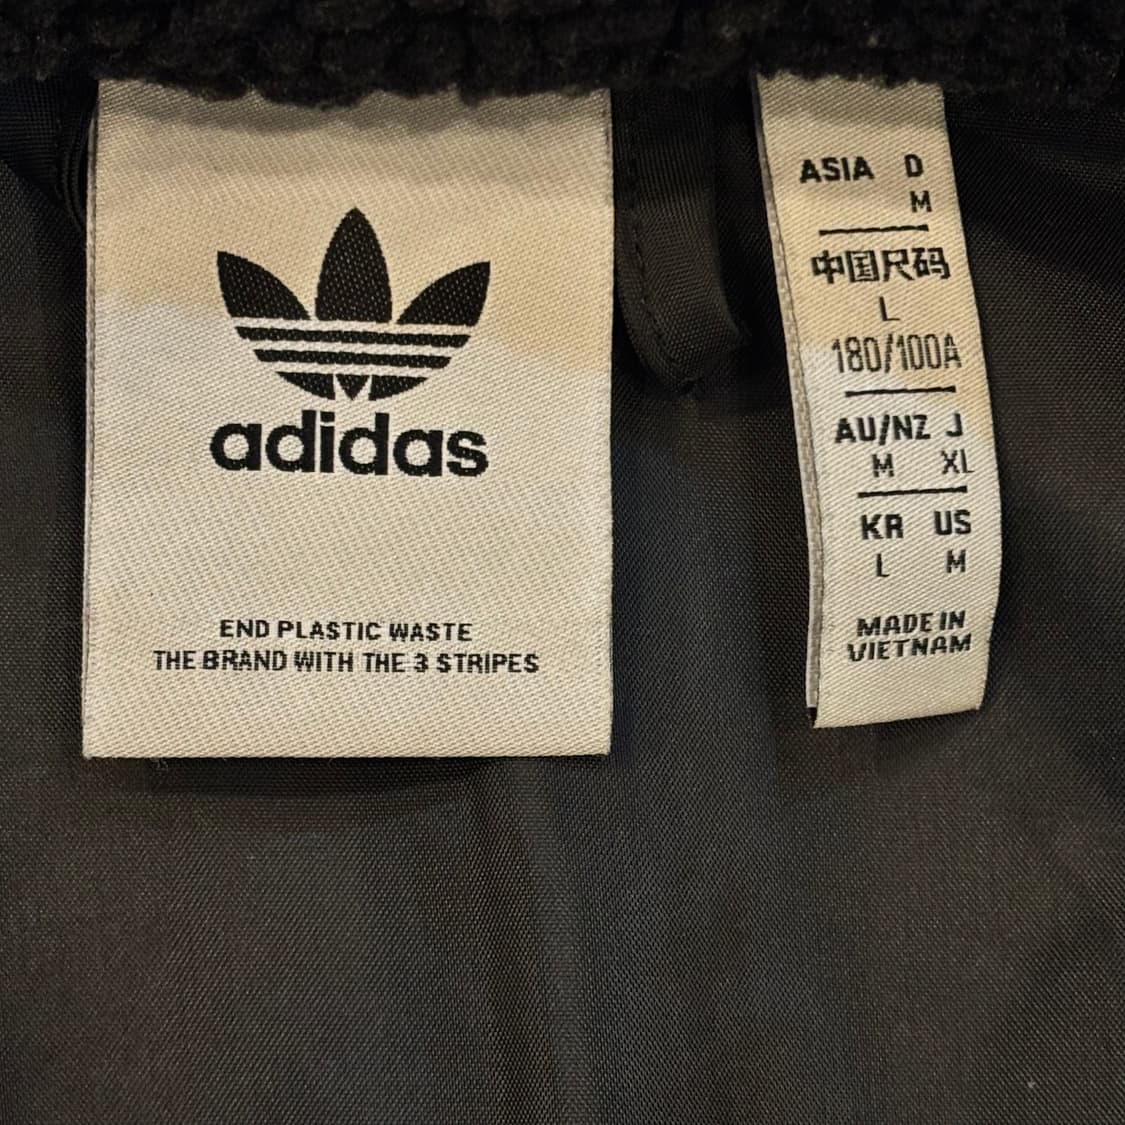 adidas
END PLASTIC WASTE
THE BRAND WITH THE 3 STRIPES
ASIA D
M
中国尺码
L
180/100A
AU/NZ J
M XL
KR US
L M
MADE IN
VIETNAM